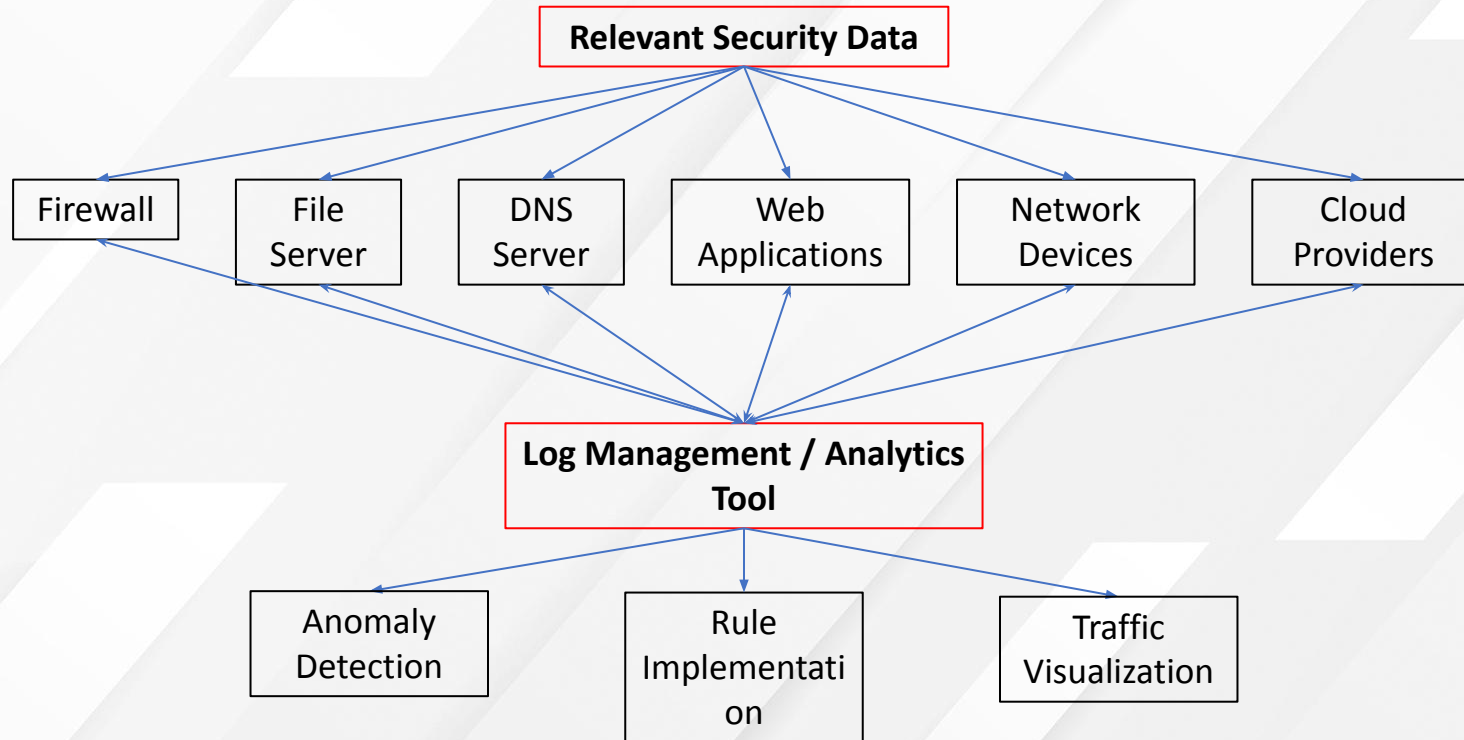 Relevant Security Data
Firewall
File
Server
DNS
Server
Web
Applications
Network
Devices
Cloud
Providers
Log Management / Analytics
Tool
Anomaly
Detection
Rule
Implementati
on
Traffic
Visualization